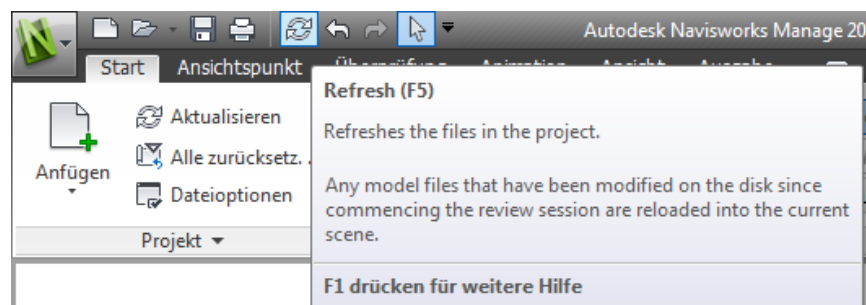 Autodesk Navisworks Manage 20
Start Ansichtspunkt
Refresh (F5)
Refreshes the files in the project.
Any model files that have been modified on the disk since
commencing the review session are reloaded into the current
scene.
F1 drücken für weitere Hilfe
Anfügen
Aktualisieren
Alle zurücksetz. .
Dateioptionen
Projekt